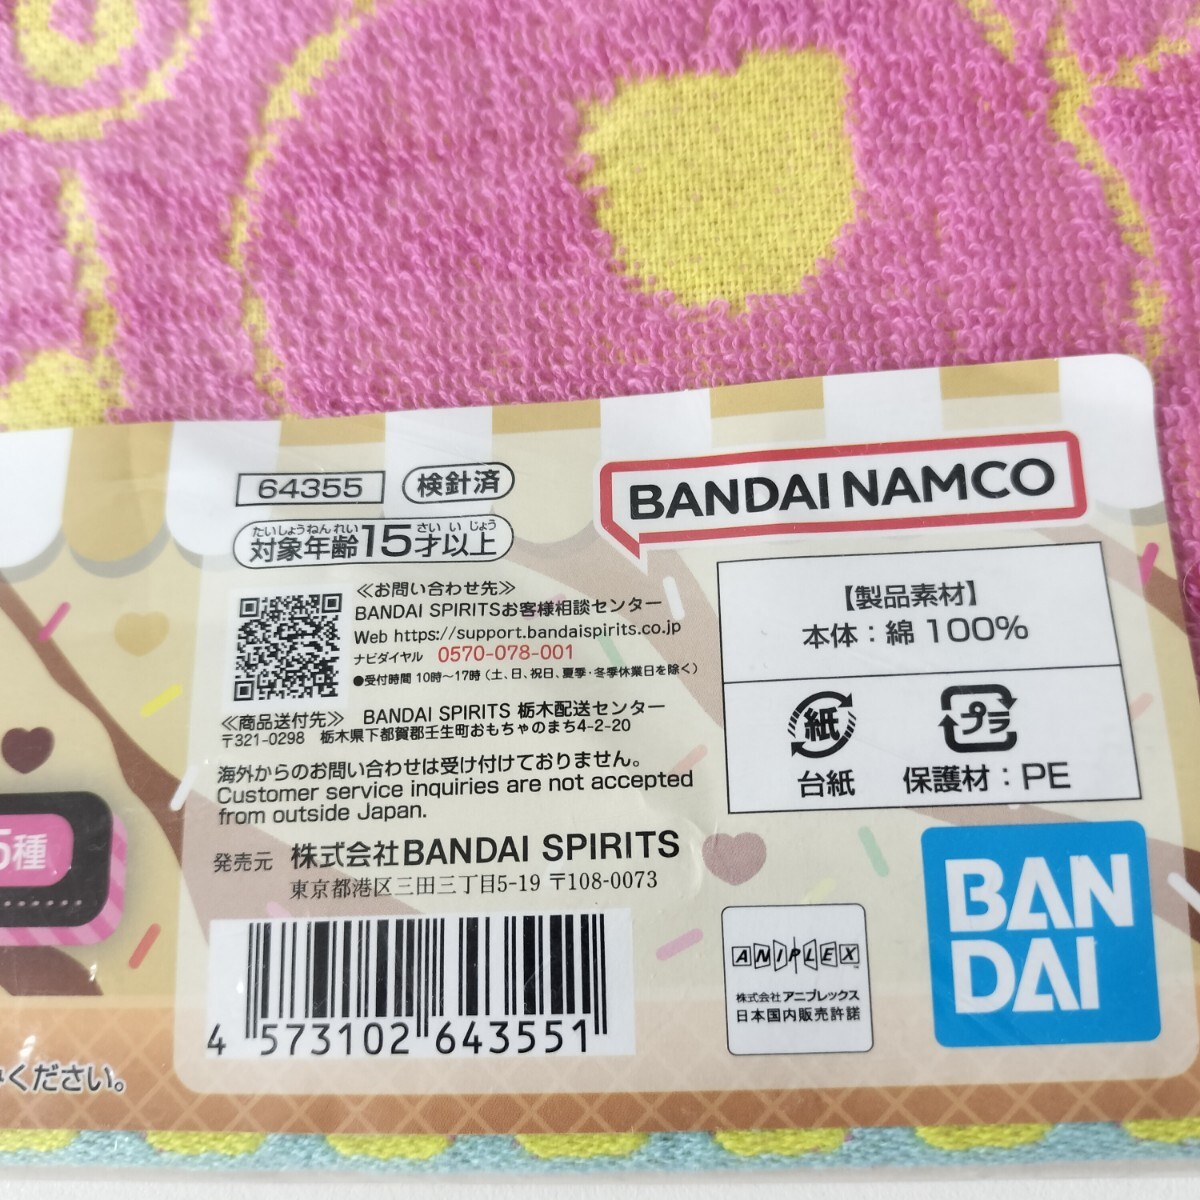 64355 検針済
BANDAI NAMCO
たいしょうねんれい さい い じょう
対象年齢15才以上
≪お問い合わせ先≫
BANDAI SPIRITSお客様相談センター
Web https://support.bandaispirits.co.jp
ナビダイヤル 0570-078-001
●受付時間 10時~17時(土、日、祝日、夏季・冬季休業日を除く)
≪商品送付先≫ BANDAI SPIRITS 栃木配送センター
〒321-0298 栃木県下都賀郡壬生町おもちゃのまち4-2-20
海外からのお問い合わせは受け付けておりません。
Customer service inquiries are not accepted
from outside Japan.
発売元 株式会社BANDAI SPIRITS
東京都港区三田三丁目5-19 〒108-0073
4 573102 643551
【製品素材】
本体：綿 100%
紙
台紙
プラ
保護材：PE
ANIPLEX
株式会社アニプレックス
日本国内販売許諾
BAN
DAI
5種
ください。